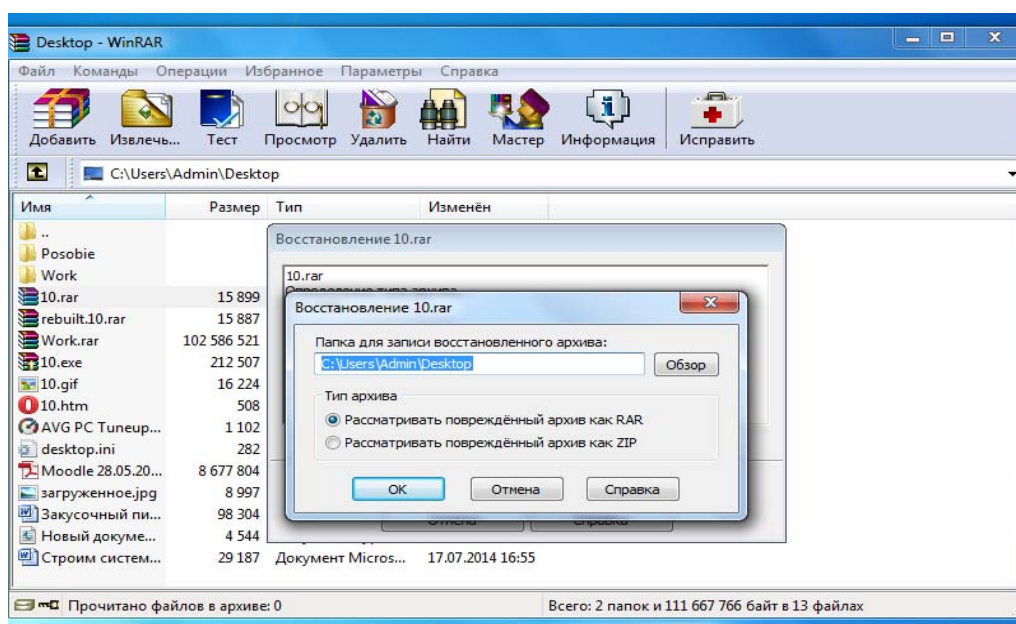 Desktop - WinRAR
Файл Команды Операции Избранное Параметры Справка
Добавить Извлечь... Тест Просмотр Удалить Найти Мастер Информация Исправить
C:\Users\Admin\Desktop
Имя Размер Тип Изменён
..
Posobie
Work
10.rar 15 899
rebuilt.10.rar 15 887
Work.rar 102 586 521
10.exe 212 507
10.gif 16 224
10.htm 508
AVG PC Tuneup... 1 102
desktop.ini 282
Moodle 28.05.20... 8 677 804
загруженное.jpg 8 997
Закусочный пи... 98 304
Новый докуме... 4 544
Строим систем... 29 187 Документ Micros... 17.07.2014 16:55
Восстановление 10.rar
10.rar
Определение типа архива
Восстановление 10.rar
Папка для записи восстановленного архива:
C:\Users\Admin\Desktop
Обзор
Тип архива
Рассматривать повреждённый архив как RAR
Рассматривать повреждённый архив как ZIP
OK Отмена Справка
Отмена Справка
Прочитано файлов в архиве: 0 Всего: 2 папок и 111 667 766 байт в 13 файлах